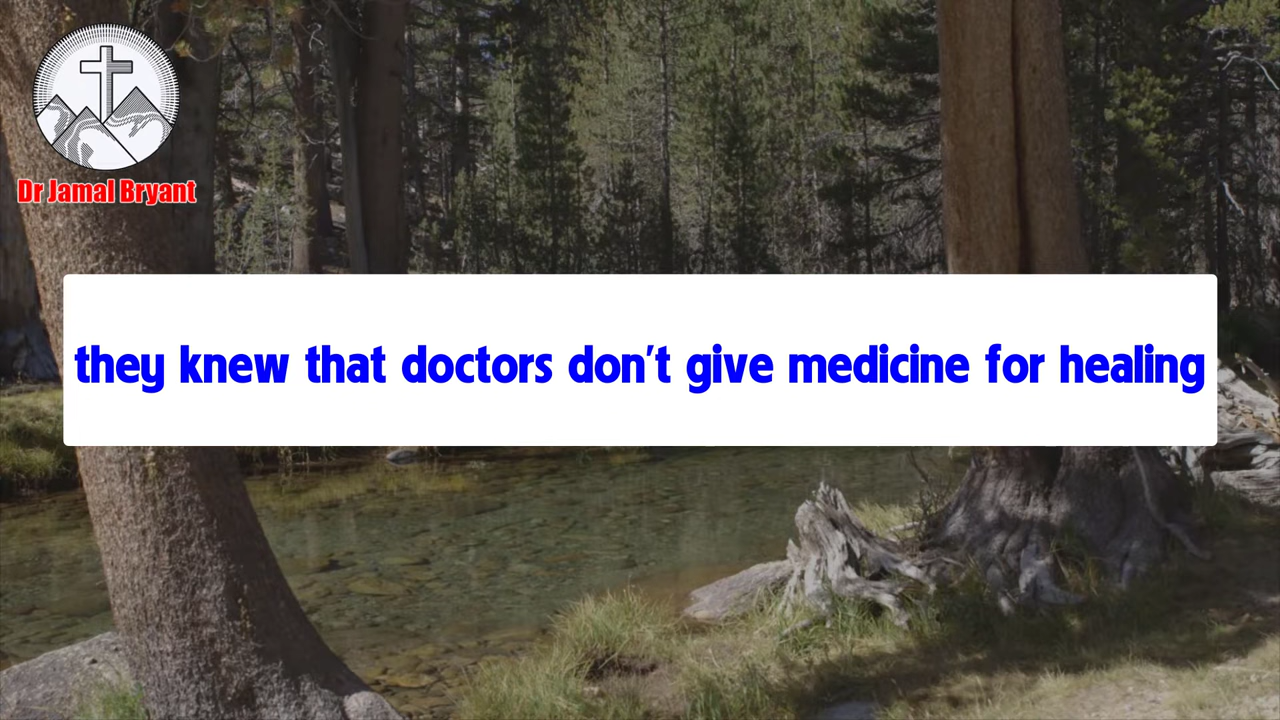 Dr Jamal Bryant
they knew that doctors don't give medicine for healing